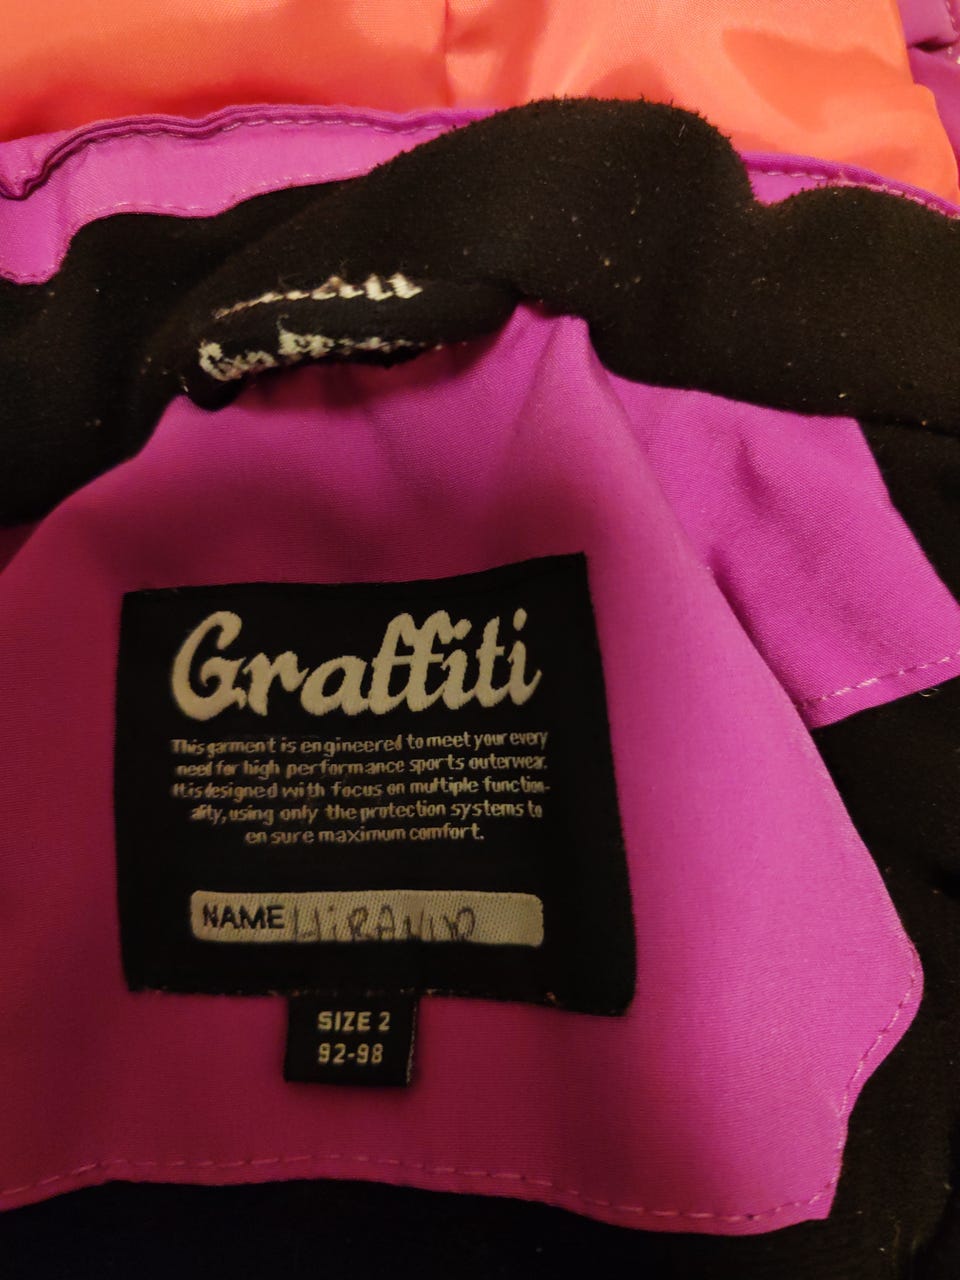 Graffiti
This garment is engineered to meet your every
need for high performance sports outerwear.
It is designed with focus on multiple function-
ality, using only the protection systems to
ensure maximum comfort.
NAME
SIZE 2
92-98